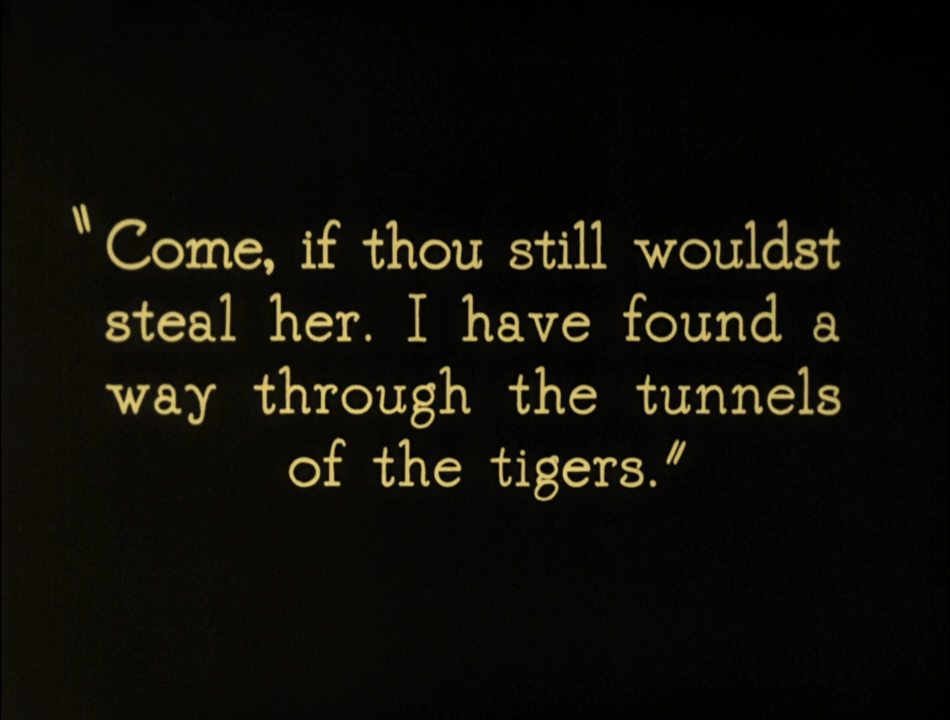 "Come, if thou still wouldst
steal her. I have found a
way through the tunnels
of the tigers."